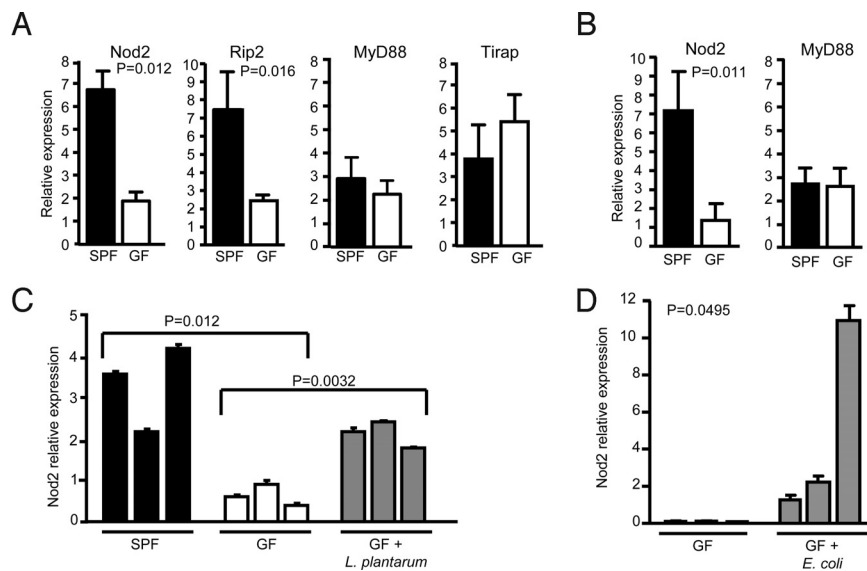 A
Nod2
P=0.012
Relative expression
8
7
6
5
4
3
2
1
0
SPF GF
Rip2
P=0.016
10
9
8
7
6
5
4
3
2
1
0
SPF GF
MyD88
8
7
6
5
4
3
2
1
0
SPF GF
Tirap
8
7
6
5
4
3
2
1
0
SPF GF
B
Nod2
P=0.011
Relative expression
10
7
6
5
4
3
2
1
0
SPF GF
MyD88
8
7
6
5
4
3
2
1
0
SPF GF
C
P=0.012
P=0.0032
Nod2 relative expression
5
4
2
1
0
SPF
GF
GF +
L. plantarum
D
P=0.0495
Nod2 relative expression
12
10
8
6
4
2
0
GF
GF +
E. coli